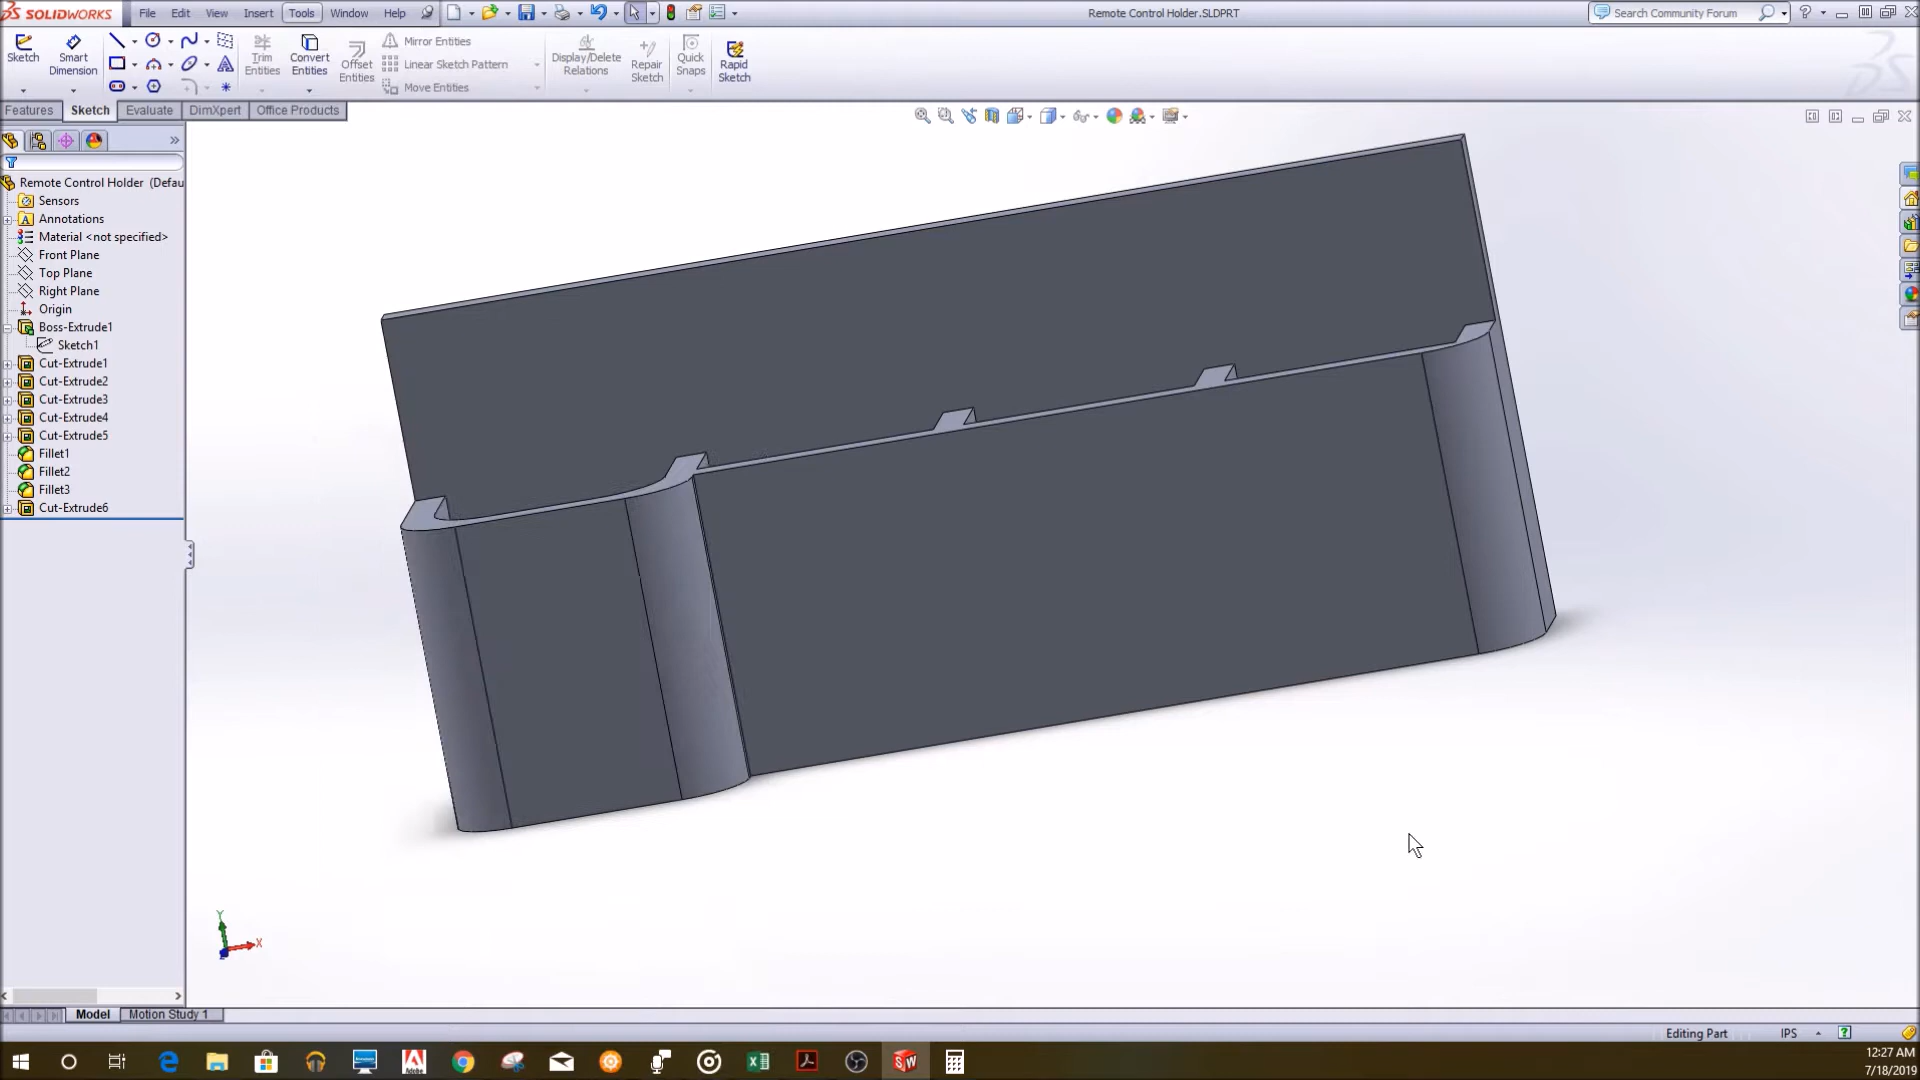 SOLIDWORKS File Edit View Insert Tools Window Help Remote Control Holder.SLDPRT Search Community Forum
Sketch Smart Dimension Trim Entities Convert Entities Offset Entities Mirror Entities Linear Sketch Pattern Move Entities Display/Delete Relations Repair Sketch Quick Snaps Rapid Sketch
Features Sketch Evaluate DimXpert Office Products
Remote Control Holder (Defau
Sensors
Annotations
Material <not specified>
Front Plane
Top Plane
Right Plane
Origin
Boss-Extrude1
Sketch1
Cut-Extrude1
Cut-Extrude2
Cut-Extrude3
Cut-Extrude4
Cut-Extrude5
Fillet1
Fillet2
Fillet3
Cut-Extrude6
Y
X
Model Motion Study 1
Editing Part IPS
12:27 AM
7/18/2019